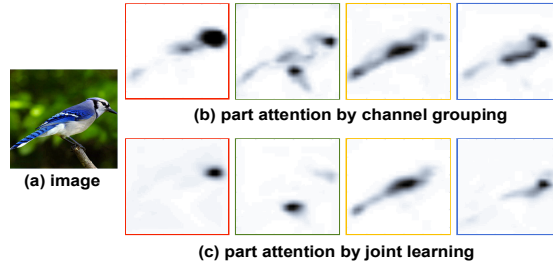 (b) part attention by channel grouping
(a) image
(c) part attention by joint learning